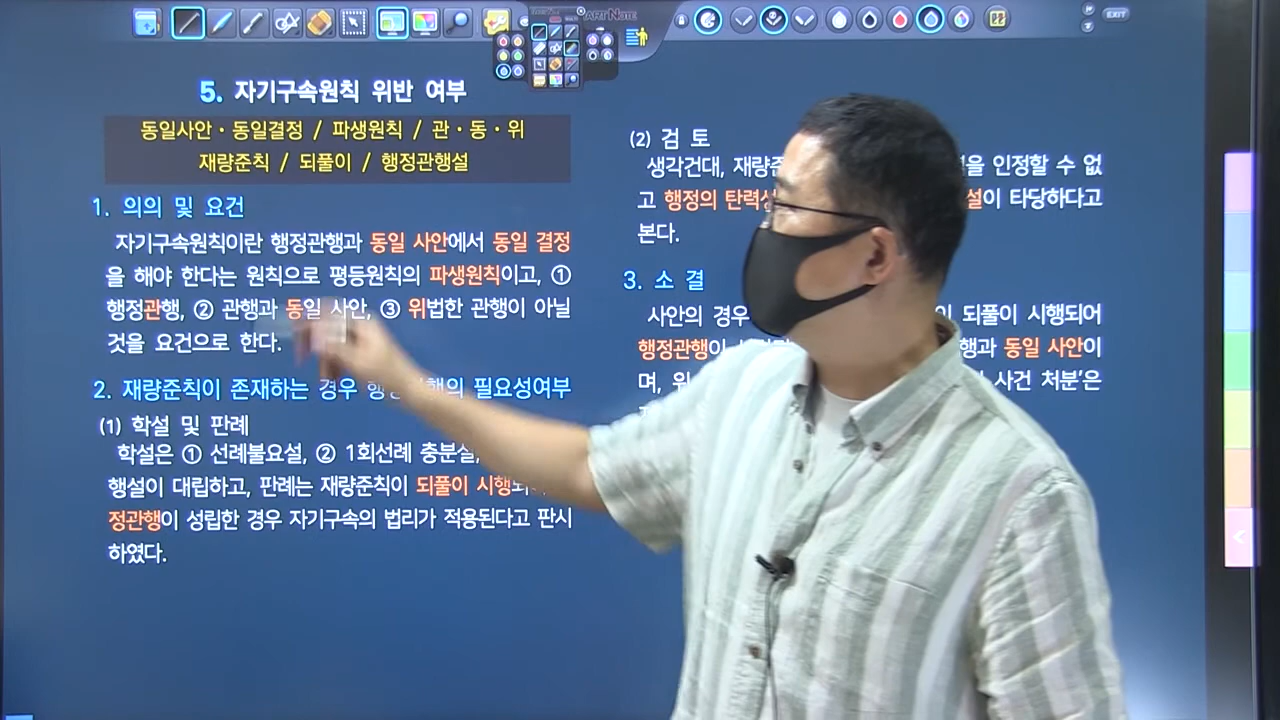 ARTNOTE
EXIT
5. 자기구속원칙 위반 여부
동일사안·동일결정 / 파생원칙 / 관·동·위
재량준칙 / 되풀이 / 행정관행설
1. 의의 및 요건
자기구속원칙이란 행정관행과 동일 사안에서 동일 결정
을 해야 한다는 원칙으로 평등원칙의 파생원칙이고, ①
행정관행, ② 관행과 동일 사안, ③ 위법한 관행이 아닐
것을 요건으로 한다.
2. 재량준칙이 존재하는 경우 행 의 필요성여부
(1) 학설 및 판례
학설은 ① 선례불요설, ② 1회선례 충분설,
행설이 대립하고, 판례는 재량준칙이 되풀이 시행되
정관행이 성립한 경우 자기구속의 법리가 적용된다고 판시
하였다.
(2) 검 토
생각건대, 재량준 을 인정할 수 없
고 행정의 탄력성 설이 타당하다고
본다.
3. 소 결
사안의 경우 되풀이 시행되어
행정관행이 행과 동일 사안이
며, 위 사건 처분'은